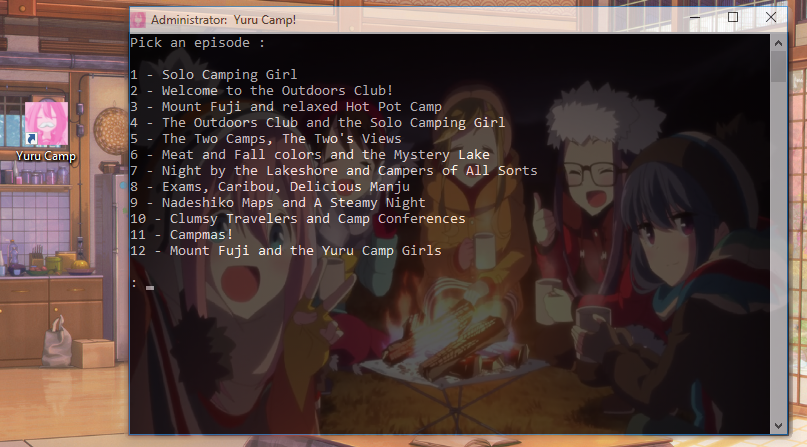 Administrator: Yuru Camp!
Pick an episode :
1 - Solo Camping Girl
2 - Welcome to the Outdoors Club!
3 - Mount Fuji and relaxed Hot Pot Camp
4 - The Outdoors Club and the Solo Camping Girl
5 - The Two Camps, The Two's Views
6 - Meat and Fall colors and the Mystery Lake
7 - Night by the Lakeshore and Campers of All Sorts
8 - Exams, Caribou, Delicious Manju
9 - Nadeshiko Maps and A Steamy Night
10 - Clumsy Travelers and Camp Conferences
11 - Campmas!
12 - Mount Fuji and the Yuru Camp Girls
: _
Yuru Camp